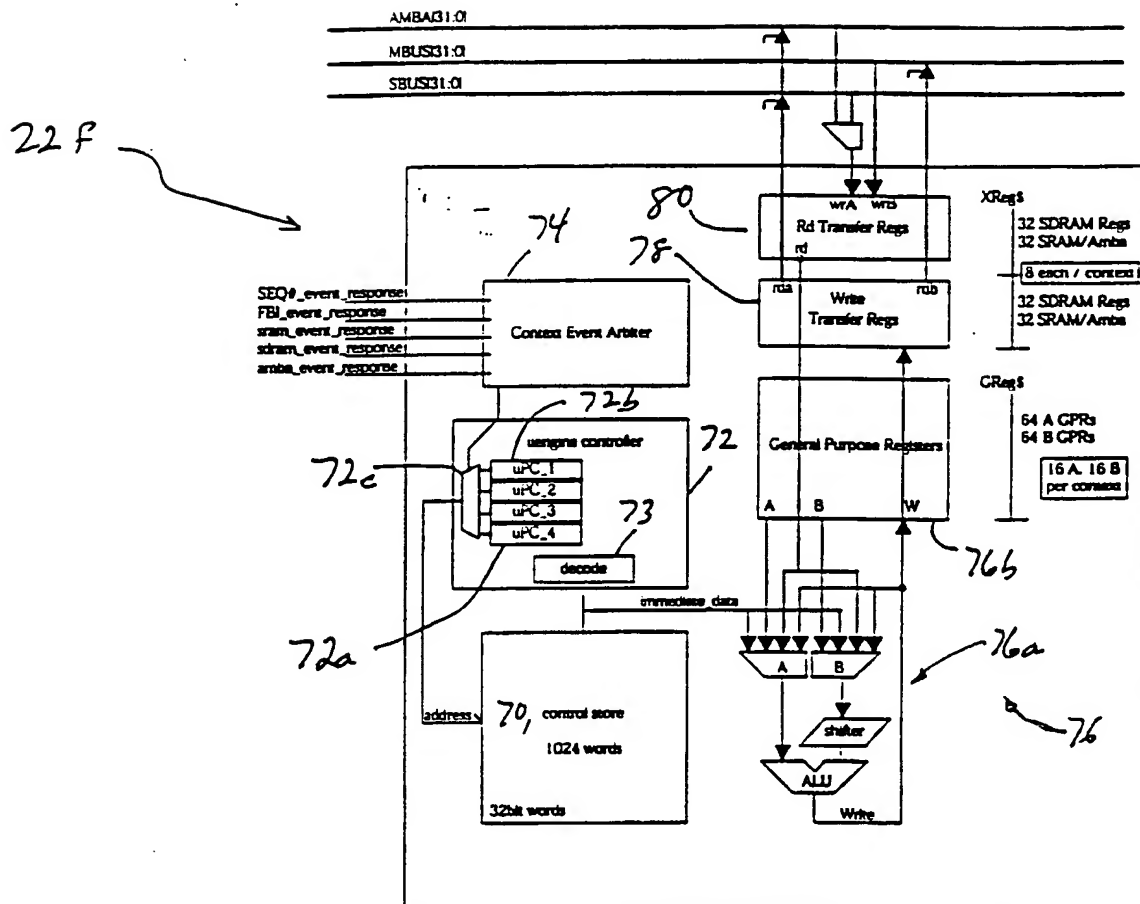 AMBA[31:0]
MBUS[31:0]
SBUS[31:0]
22f
wrA wrB
80
Rd Transfer Regs
rd
XReg$
32 SDRAM Regs
32 SRAM/Amba
74
78
8 each / context
rda
rdb
Write
Transfer Regs
32 SDRAM Regs
32 SRAM/Amba
SEQ#_event_response
FBI_event_response
sram_event_response
sdram_event_response
amba_event_response
Context Event Arbiter
72b
GReg$
64 A GPRs
64 B GPRs
16 A, 16 B
per context
General Purpose Registers
A B W
72
uengine controller
72c
uPC_1
uPC_2
uPC_3
uPC_4
73
decode
76b
immediate_data
72a
A B
76a
76
address
70,
control store
1024 words
32bit words
shifter
ALU
Write